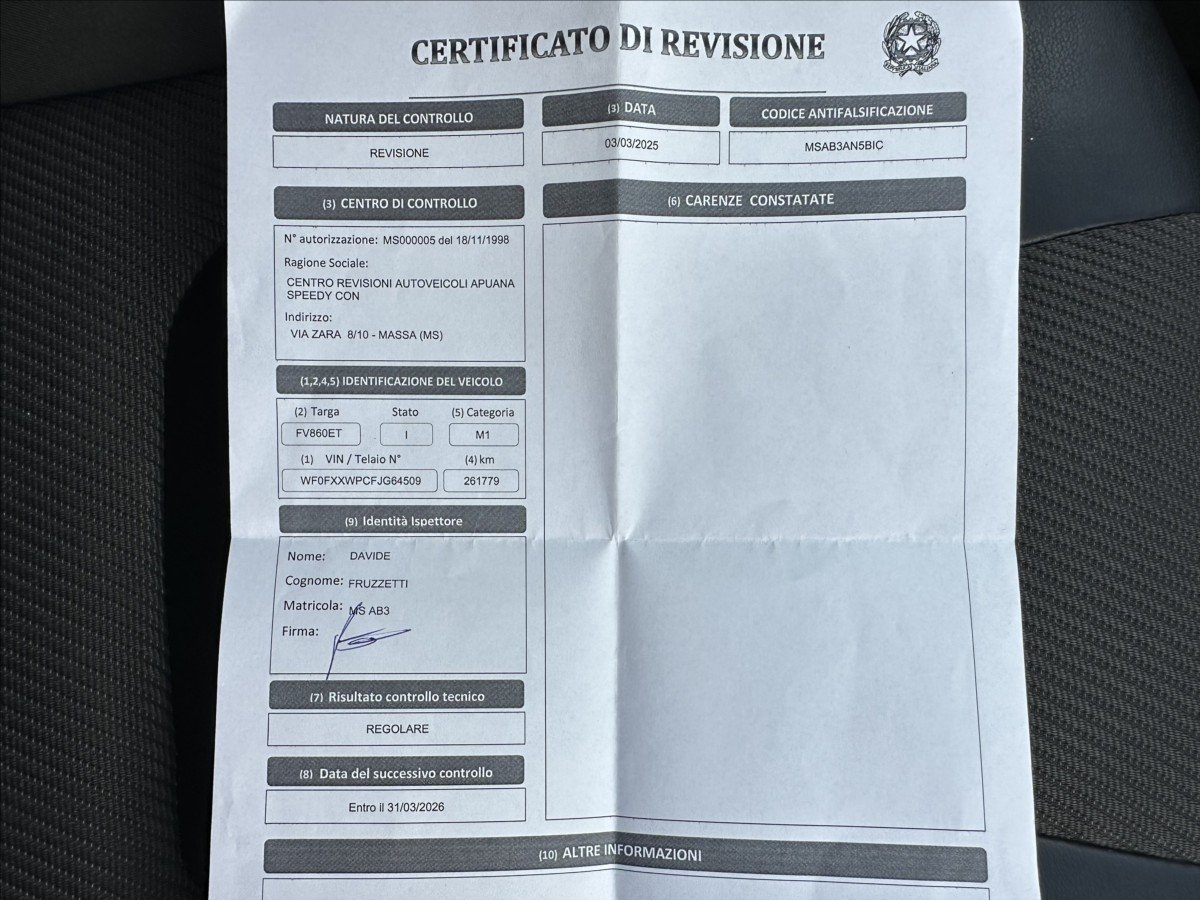 CERTIFICATO DI REVISIONE
NATURA DEL CONTROLLO
REVISIONE
(3) DATA
03/03/2025
CODICE ANTIFALSIFICAZIONE
MSAB3AN5BIC
(3) CENTRO DI CONTROLLO
N° autorizzazione: MS000005 del 18/11/1998
Ragione Sociale:
CENTRO REVISIONI AUTOVEICOLI APUANA
SPEEDY CON
Indirizzo:
VIA ZARA 8/10 - MASSA (MS)
(6) CARENZE CONSTATATE
(1,2,4,5) IDENTIFICAZIONE DEL VEICOLO
(2) Targa Stato (5) Categoria
FV860ET I M1
(1) VIN / Telaio N° (4) km
WF0FXXWPCFJG64509 261779
(9) Identità Ispettore
Nome: DAVIDE
Cognome: FRUZZETTI
Matricola: MS AB3
Firma:
(7) Risultato controllo tecnico
REGOLARE
(8) Data del successivo controllo
Entro il 31/03/2026
(10) ALTRE INFORMAZIONI